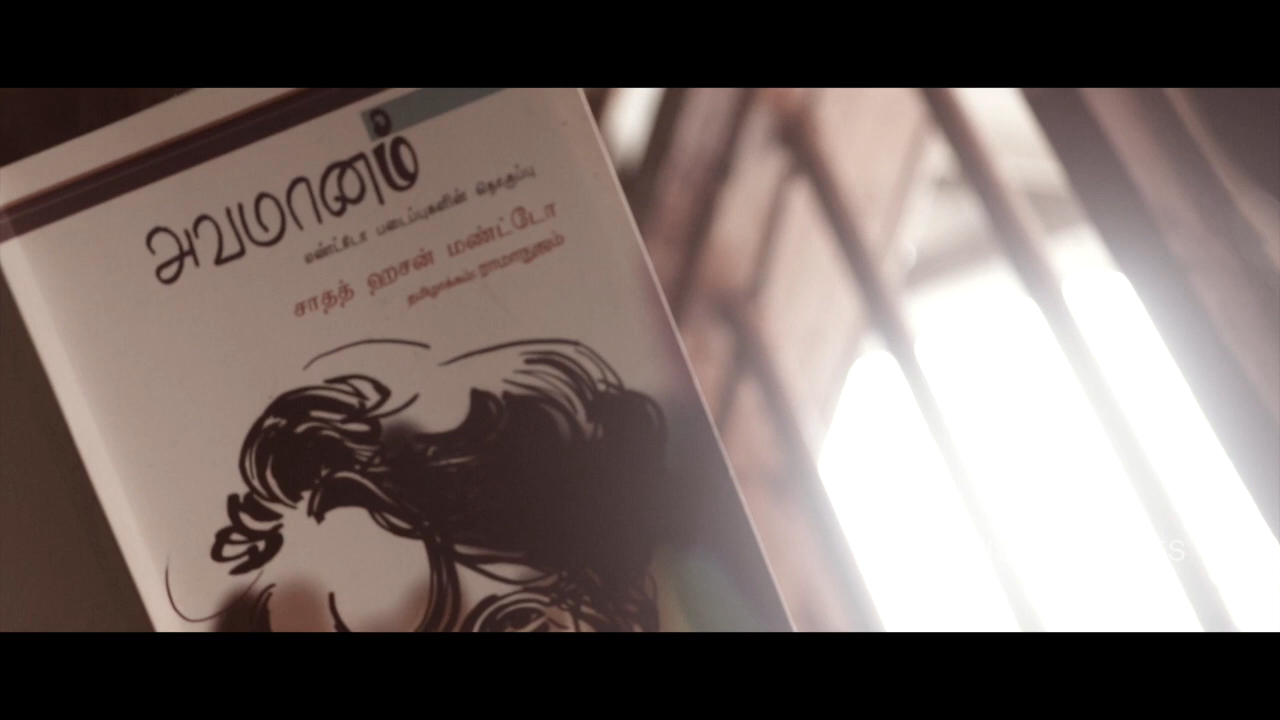 அவமானம்
மண்ட்டோ படைப்புகளின் தொகுப்பு
சாதத் ஹசன் மண்ட்டோ
தமிழாக்கம்: ராமாநுஜம்